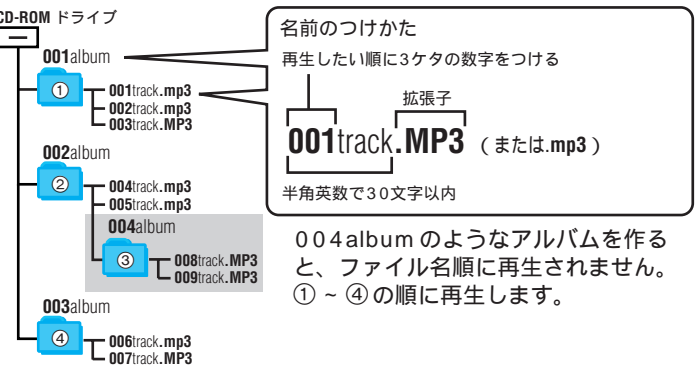 CD-ROM ドライブ
001album
①
001track.mp3
002track.mp3
003track.MP3
002album
②
004track.mp3
005track.mp3
004album
③
008track.MP3
009track.MP3
003album
④
006track.mp3
007track.MP3
名前のつけかた
再生したい順に3ケタの数字をつける
拡張子
001track.MP3 (または.mp3)
半角英数で30文字以内
004albumのようなアルバムを作る
と、ファイル名順に再生されません。
①~④の順に再生します。